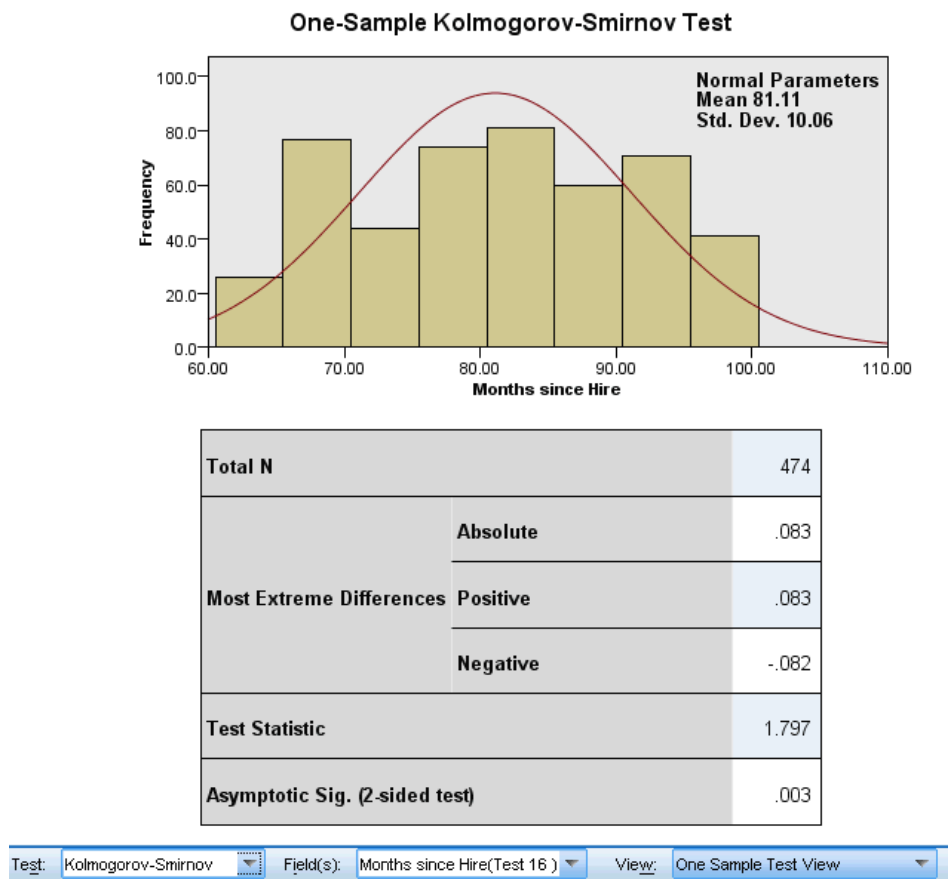 One-Sample Kolmogorov-Smirnov Test
Normal Parameters
Mean 81.11
Std. Dev. 10.06
100.0
80.0
60.0
40.0
20.0
0.0
Frequency
60.00 70.00 80.00 90.00 100.00 110.00
Months since Hire
Total N 474
Most Extreme Differences
Absolute .083
Positive .083
Negative -.082
Test Statistic 1.797
Asymptotic Sig. (2-sided test) .003
Test: Kolmogorov-Smirnov Field(s): Months since Hire(Test 16 ) View: One Sample Test View